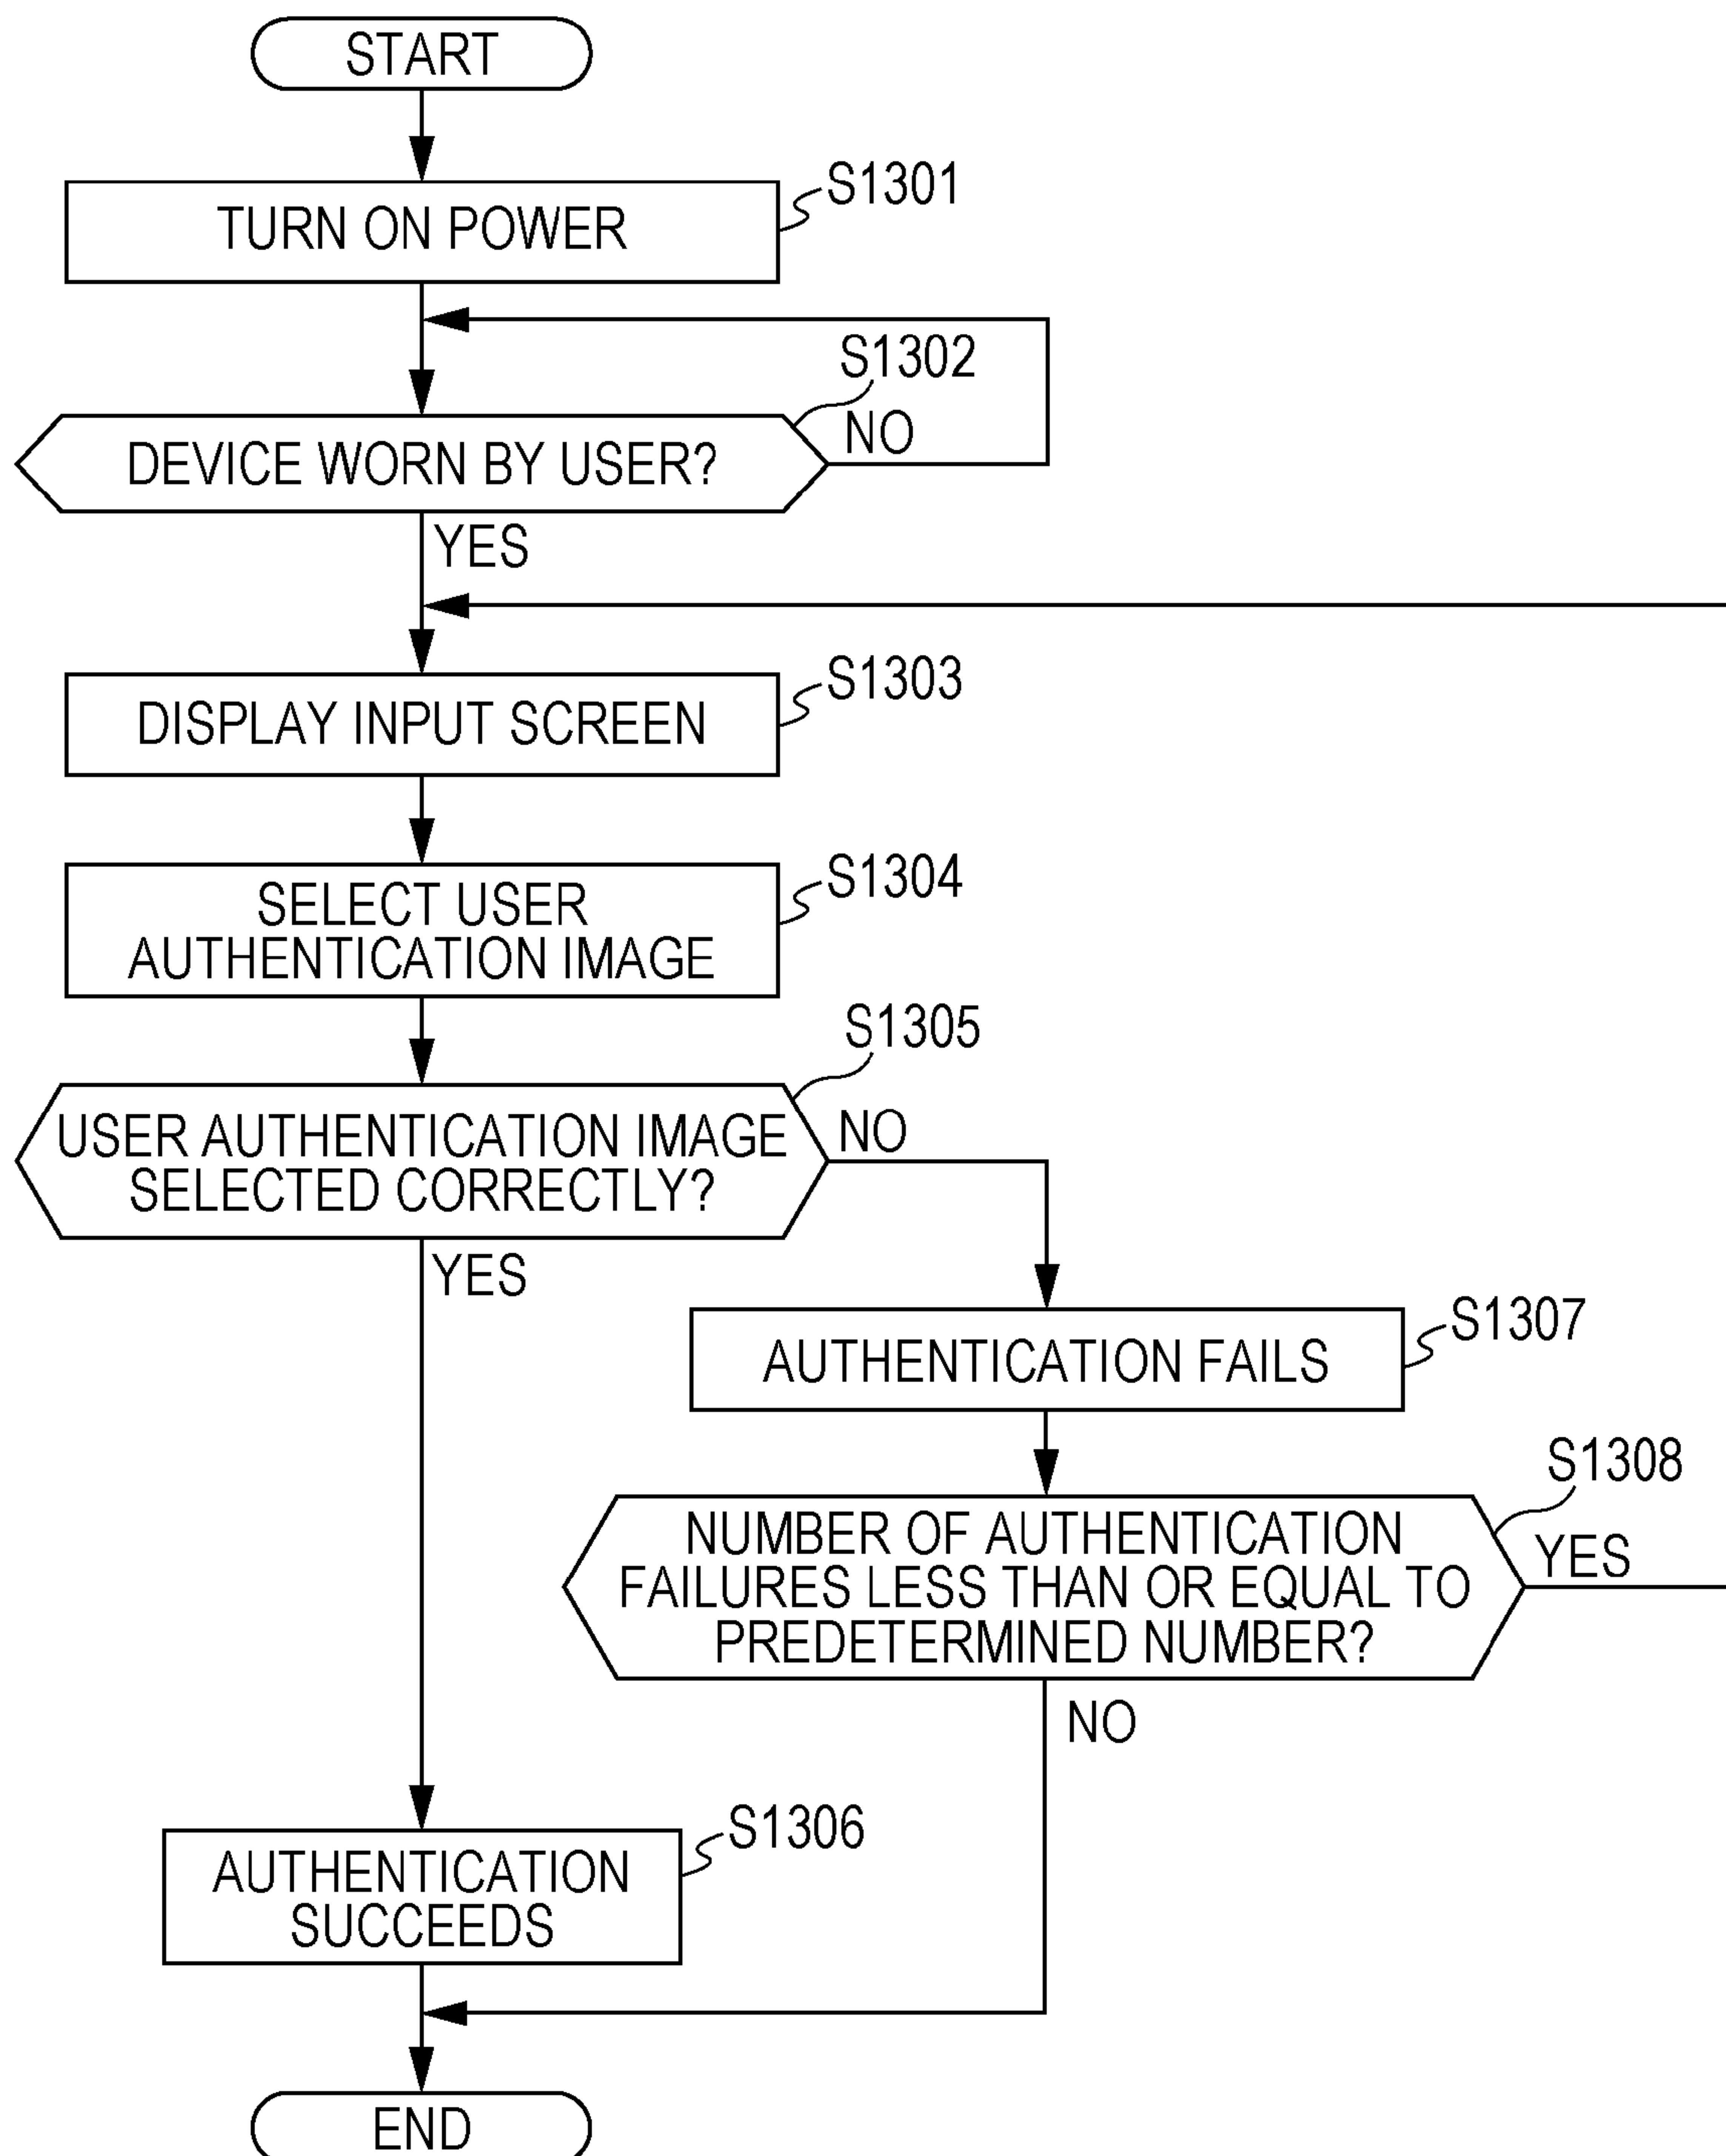 START
TURN ON POWER
S1301
S1302
DEVICE WORN BY USER?
NO
YES
DISPLAY INPUT SCREEN
S1303
SELECT USER
AUTHENTICATION IMAGE
S1304
S1305
USER AUTHENTICATION IMAGE
SELECTED CORRECTLY?
NO
YES
AUTHENTICATION FAILS
S1307
S1308
NUMBER OF AUTHENTICATION
FAILURES LESS THAN OR EQUAL TO
PREDETERMINED NUMBER?
YES
NO
AUTHENTICATION
SUCCEEDS
S1306
END